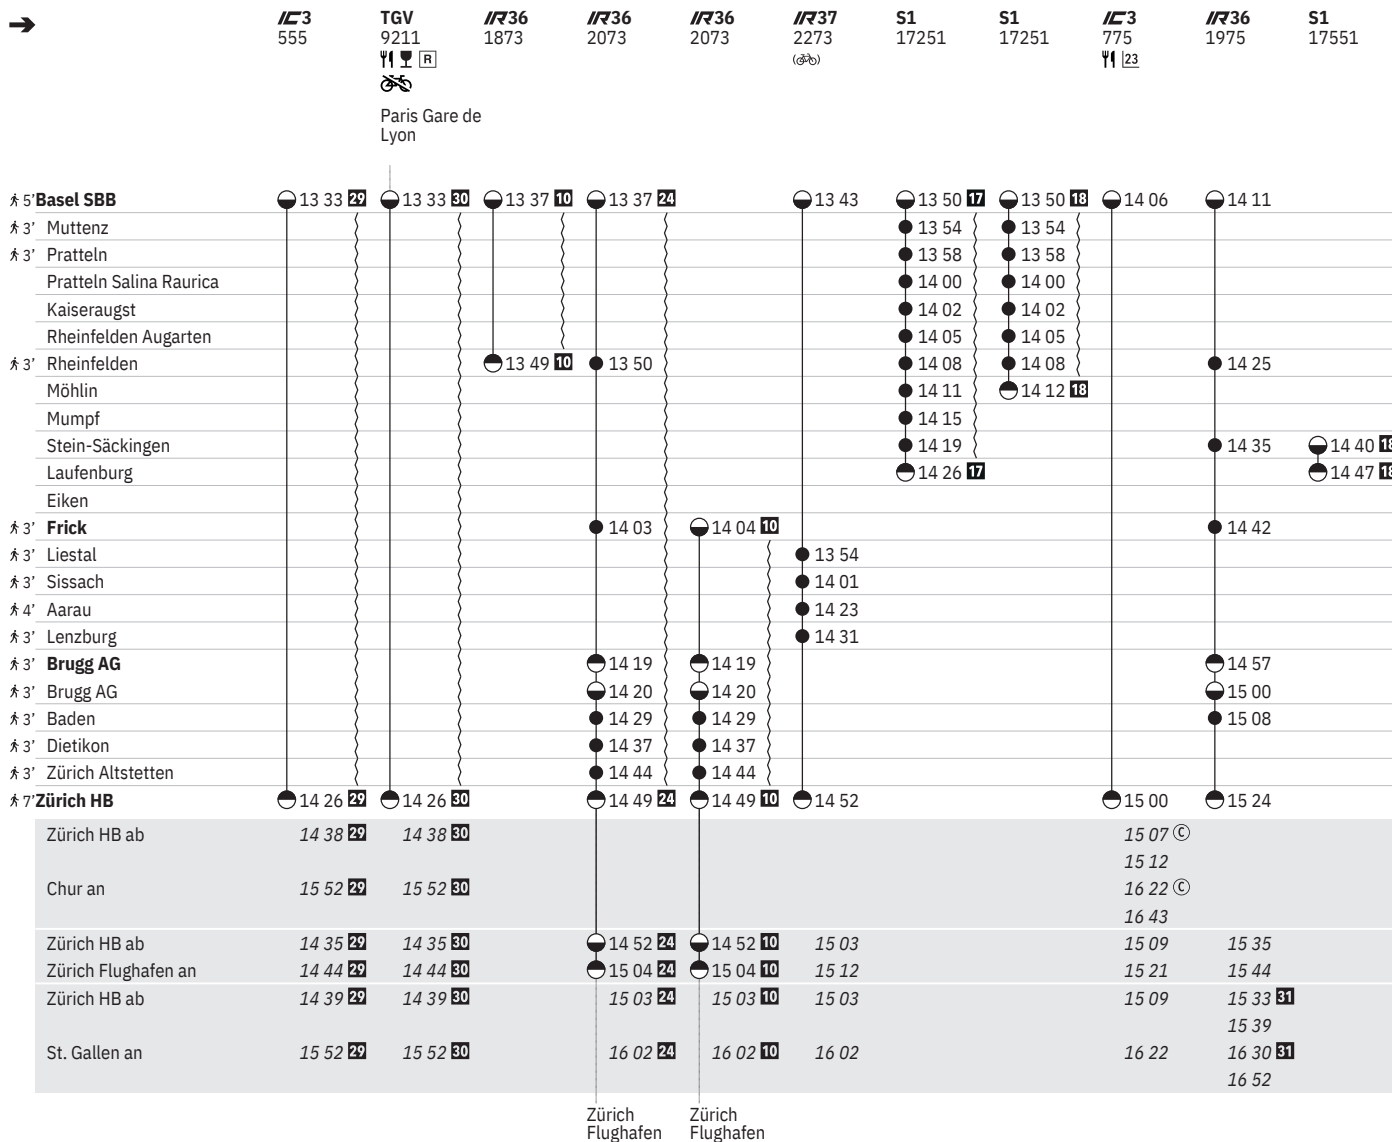 IC3 TGV IR36 IR36 IR36 IR37 S1 S1 IC3 IR36 S1
555 9211 1873 2073 2073 2273 17251 17251 775 1975 17551
R 23
Paris Gare de
Lyon
5' Basel SBB 13 33 29 13 33 30 13 37 10 13 37 24 13 43 13 50 17 13 50 18 14 06 14 11
3' Muttenz 13 54 13 54
3' Pratteln 13 58 13 58
Pratteln Salina Raurica 14 00 14 00
Kaiseraugst 14 02 14 02
Rheinfelden Augarten 14 05 14 05
3' Rheinfelden 13 49 10 13 50 14 08 14 08 14 25
Möhlin 14 11 14 12 18
Mumpf 14 15
Stein-Säckingen 14 19 14 35 14 40 18
Laufenburg 14 26 17 14 47 18
Eiken
3' Frick 14 03 14 04 10 14 42
3' Liestal 13 54
3' Sissach 14 01
4' Aarau 14 23
3' Lenzburg 14 31
3' Brugg AG 14 19 14 19 14 57
3' Brugg AG 14 20 14 20 15 00
3' Baden 14 29 14 29 15 08
3' Dietikon 14 37 14 37
3' Zürich Altstetten 14 44 14 44
7' Zürich HB 14 26 29 14 26 30 14 49 24 14 49 10 14 52 15 00 15 24
Zürich HB ab 14 38 29 14 38 30 15 07 C
15 12
Chur an 15 52 29 15 52 30 16 22 C
16 43
Zürich HB ab 14 35 29 14 35 30 14 52 24 14 52 10 15 03 15 09 15 35
Zürich Flughafen an 14 44 29 14 44 30 15 04 24 15 04 10 15 12 15 21 15 44
Zürich HB ab 14 39 29 14 39 30 15 03 24 15 03 10 15 03 15 09 15 33 31
15 39
St. Gallen an 15 52 29 15 52 30 16 02 24 16 02 10 16 02 16 22 16 30 31
16 52
Zürich Zürich
Flughafen Flughafen